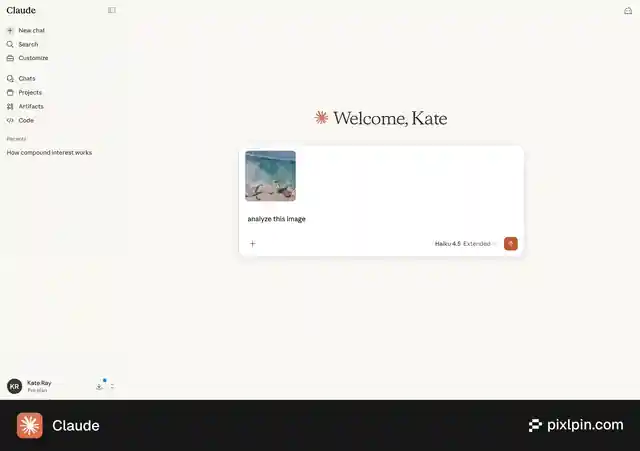 Claude
New chat
Search
Customize
Chats
Projects
Artifacts
Code
Recents
How compound interest works
Welcome, Kate
analyze this image
Haiku 4.5 Extended
KR
Kate Ray
Pro plan
Claude
pixlpin.com